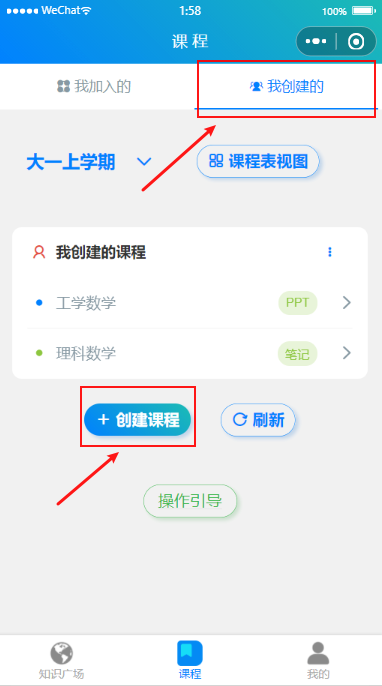 WeChat 1:58 100%
课 程
我加入的 我创建的
大一上学期 课程表视图
我创建的课程
工学数学 PPT
理科数学 笔记
+ 创建课程 刷新
操作引导
知识广场 课程 我的